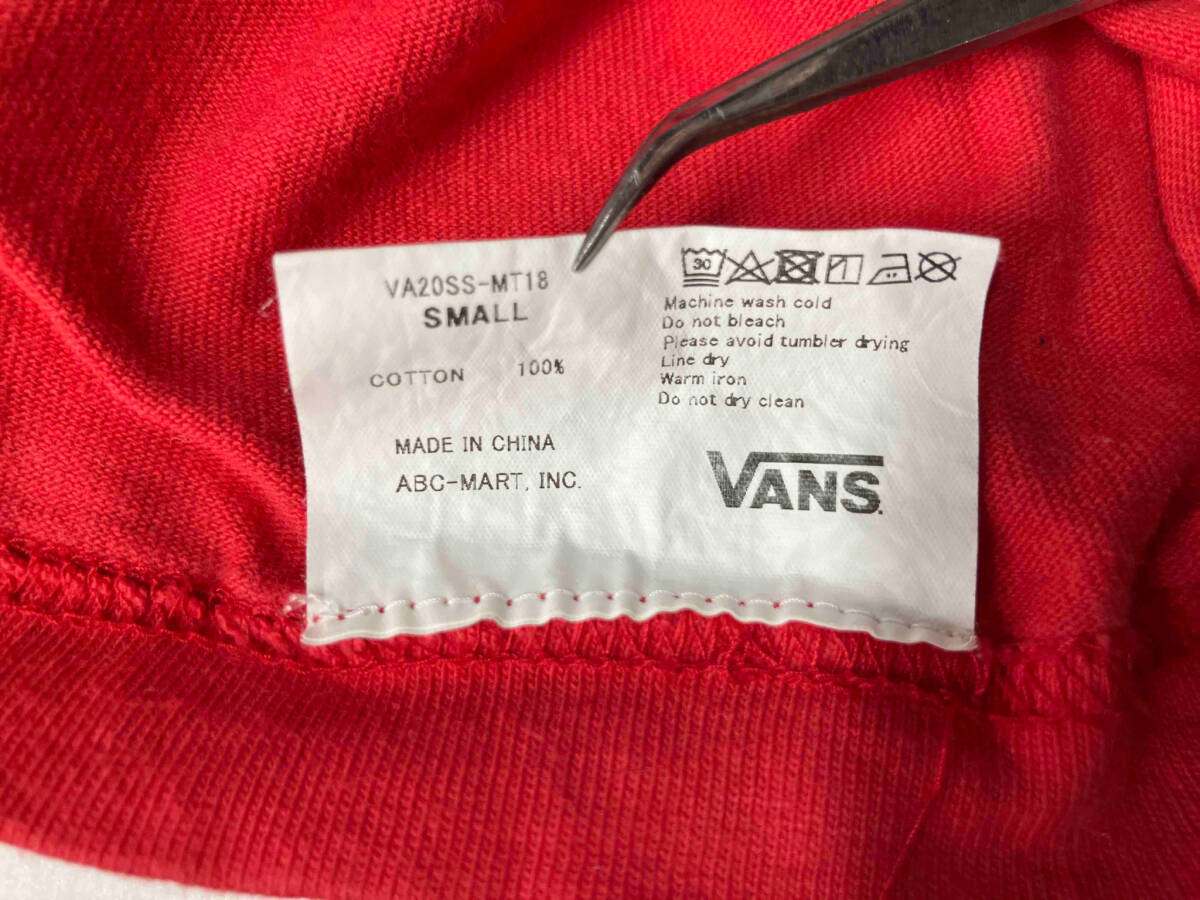 VA20SS-MT18
SMALL
COTTON 100%
MADE IN CHINA
ABC-MART, INC.
30
Machine wash cold
Do not bleach
Please avoid tumbler drying
Line dry
Warm iron
Do not dry clean
VANS